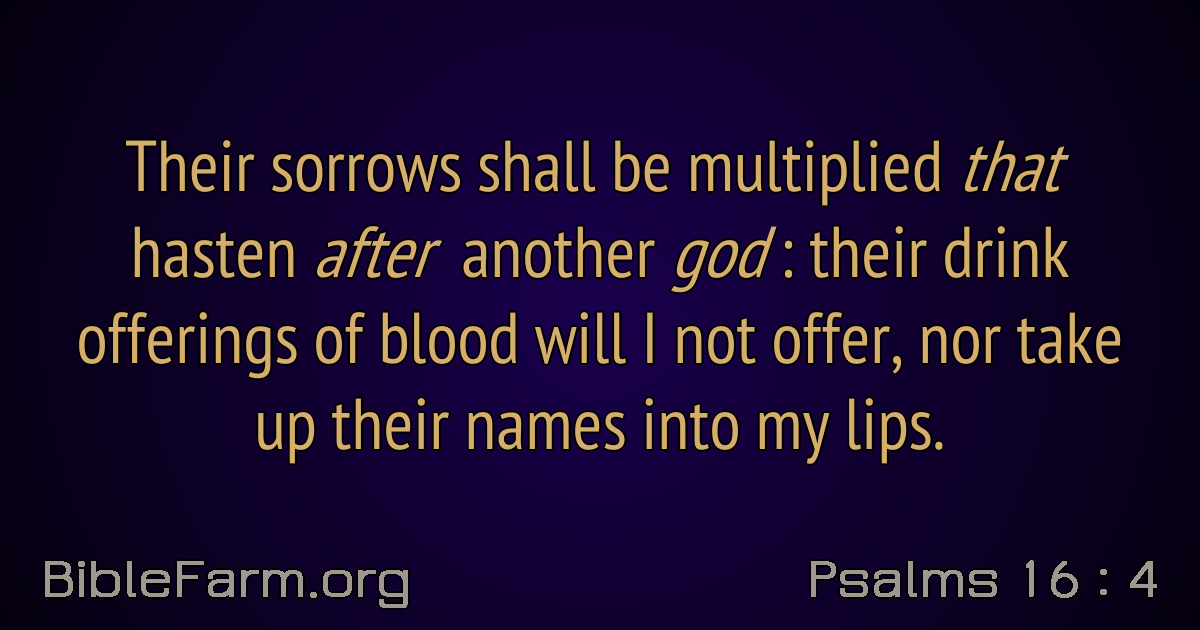 Their sorrows shall be multiplied that
hasten after another god : their drink
offerings of blood will I not offer, nor take
up their names into my lips.
BibleFarm.org
Psalms 16 : 4